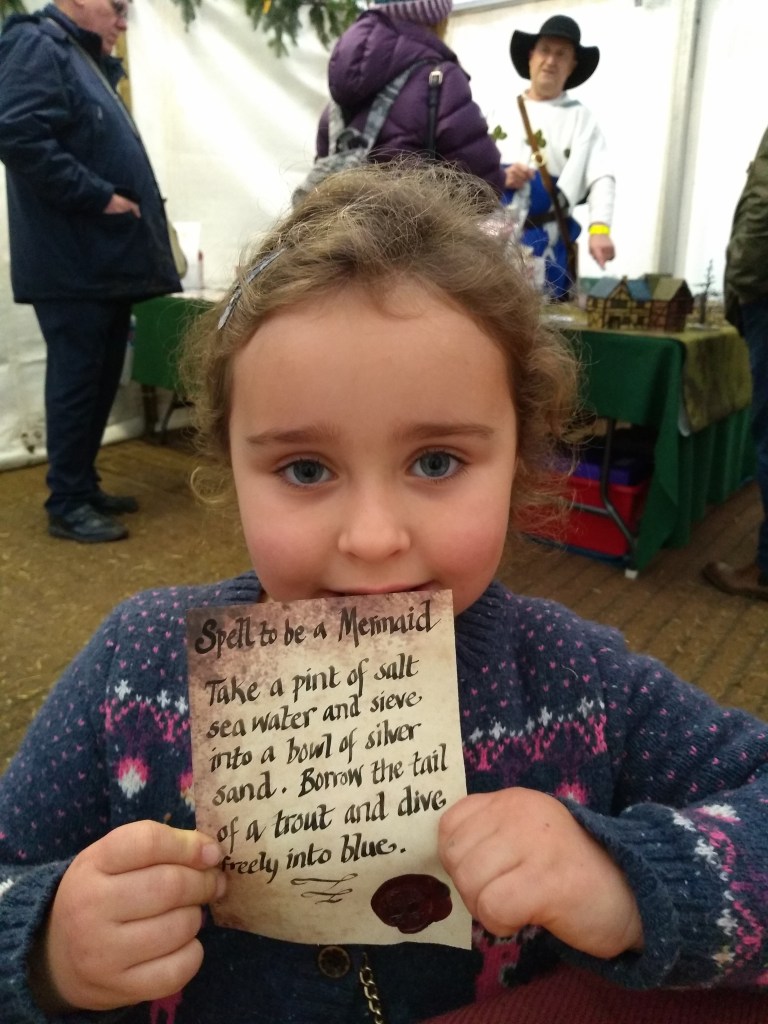 Spell to be a Mermaid
Take a pint of salt
sea water and sieve
into a bowl of silver
sand. Borrow the tail
of a trout and dive
freely into blue.